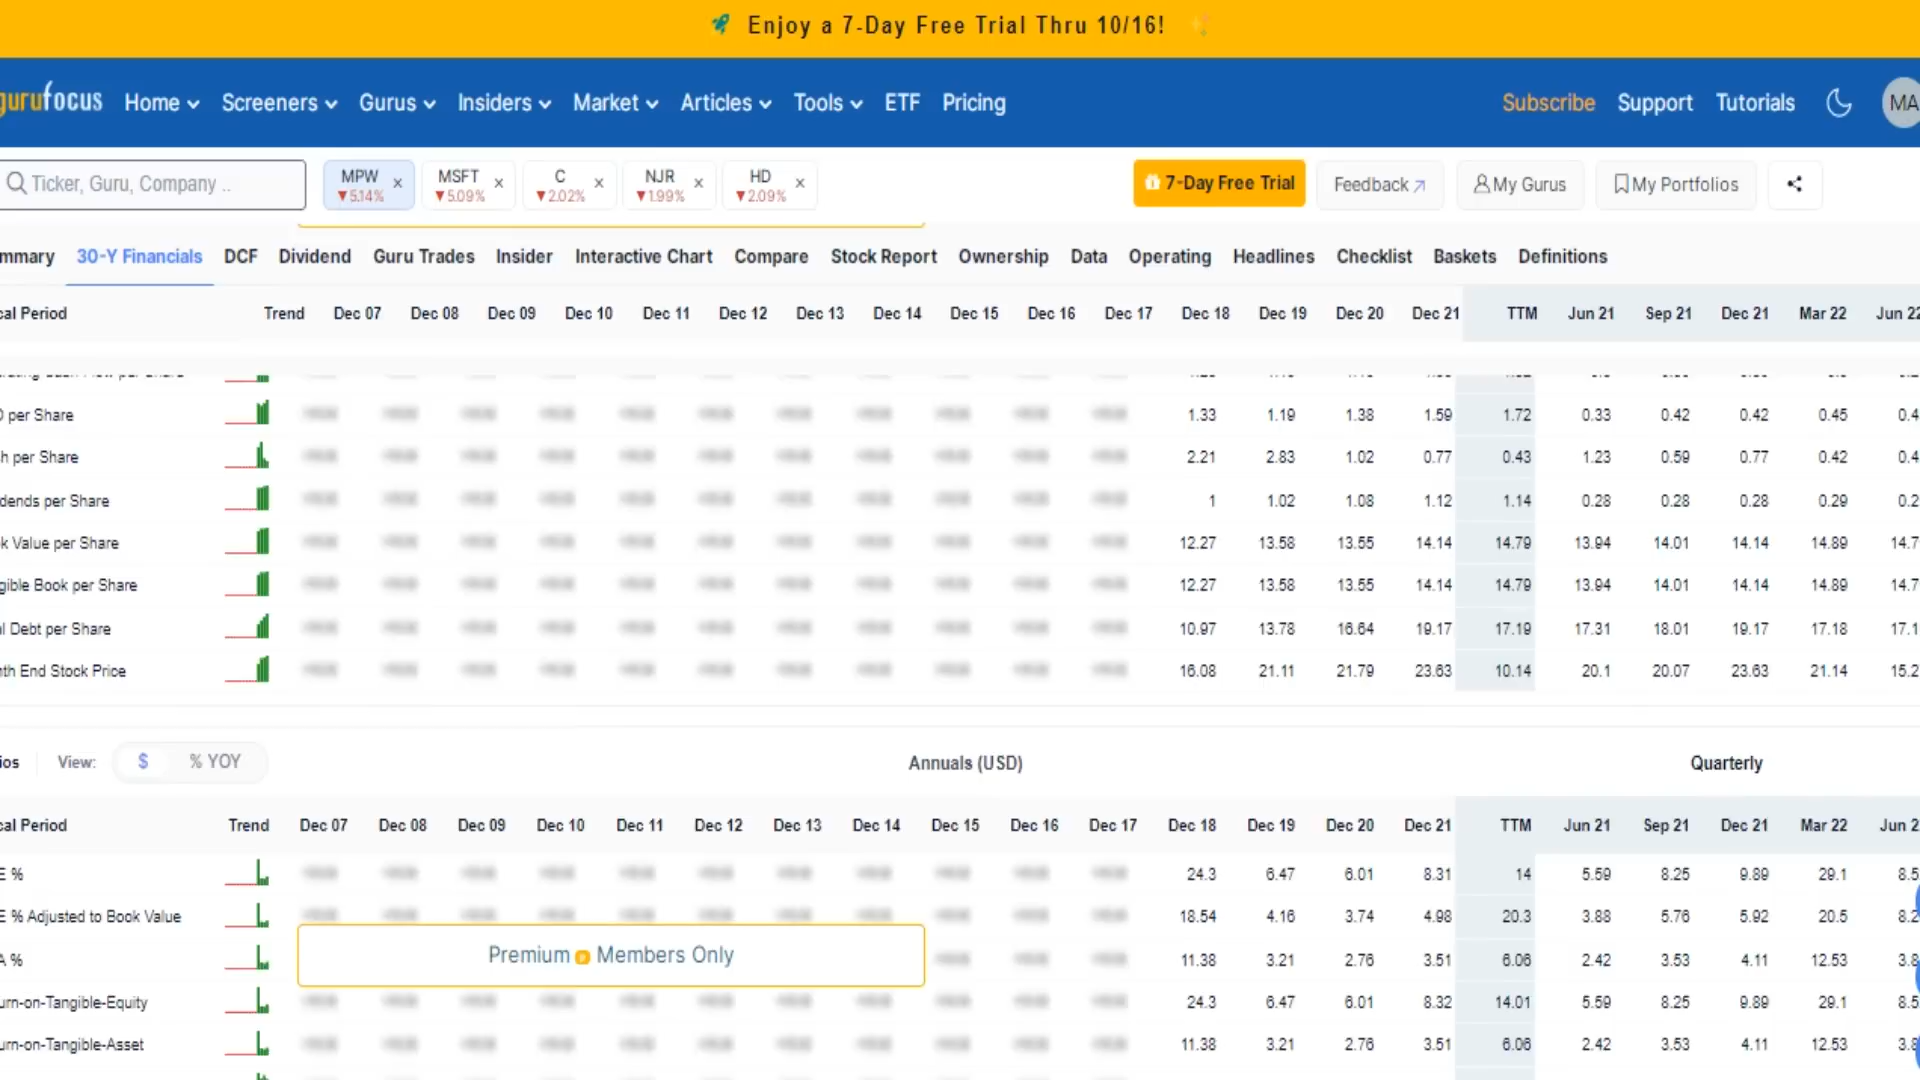 Enjoy a 7-Day Free Trial Thru 10/16!
gurufocus Home Screeners Gurus Insiders Market Articles Tools ETF Pricing Subscribe Support Tutorials MA
Ticker, Guru, Company .. MPW × MSFT × C × NJR × HD × 7-Day Free Trial Feedback My Gurus My Portfolios
▼5.14% ▼5.09% ▼2.02% ▼1.99% ▼2.09%
mmary 30-Y Financials DCF Dividend Guru Trades Insider Interactive Chart Compare Stock Report Ownership Data Operating Headlines Checklist Baskets Definitions
cal Period Trend Dec 07 Dec 08 Dec 09 Dec 10 Dec 11 Dec 12 Dec 13 Dec 14 Dec 15 Dec 16 Dec 17 Dec 18 Dec 19 Dec 20 Dec 21 TTM Jun 21 Sep 21 Dec 21 Mar 22 Jun 22
per Share 1.33 1.19 1.38 1.59 1.72 0.33 0.42 0.42 0.45 0.4
h per Share 2.21 2.83 1.02 0.77 0.43 1.23 0.59 0.77 0.42 0.4
dends per Share 1 1.02 1.08 1.12 1.14 0.28 0.28 0.28 0.29 0.2
k Value per Share 12.27 13.58 13.55 14.14 14.79 13.94 14.01 14.14 14.89 14.7
gible Book per Share 12.27 13.58 13.55 14.14 14.79 13.94 14.01 14.14 14.89 14.7
l Debt per Share 10.97 13.78 16.64 19.17 17.19 17.31 18.01 19.17 17.18 17.1
nth End Stock Price 16.08 21.11 21.79 23.63 10.14 20.1 20.07 23.63 21.14 15.2
ios View: $ % YOY Annuals (USD) Quarterly
cal Period Trend Dec 07 Dec 08 Dec 09 Dec 10 Dec 11 Dec 12 Dec 13 Dec 14 Dec 15 Dec 16 Dec 17 Dec 18 Dec 19 Dec 20 Dec 21 TTM Jun 21 Sep 21 Dec 21 Mar 22 Jun 2
E % 24.3 6.47 6.01 8.31 14 5.59 8.25 9.89 29.1 8.5
E % Adjusted to Book Value 18.54 4.16 3.74 4.98 20.3 3.88 5.76 5.92 20.5 8.2
A % Premium Members Only 11.38 3.21 2.76 3.51 6.06 2.42 3.53 4.11 12.53 3.8
urn-on-Tangible-Equity 24.3 6.47 6.01 8.32 14.01 5.59 8.25 9.89 29.1 8.5
urn-on-Tangible-Asset 11.38 3.21 2.76 3.51 6.06 2.42 3.53 4.11 12.53 3.8